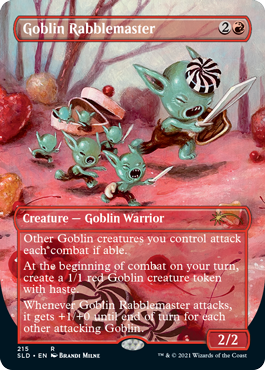 Goblin Rabblemaster 2
Creature — Goblin Warrior
Other Goblin creatures you control attack
each combat if able.
At the beginning of combat on your turn,
create a 1/1 red Goblin creature token
with haste.
Whenever Goblin Rabblemaster attacks,
it gets +1/+0 until end of turn for each
other attacking Goblin.
2/2
215 R
SLD • EN Brandi Milne
™ & © 2021 Wizards of the Coast